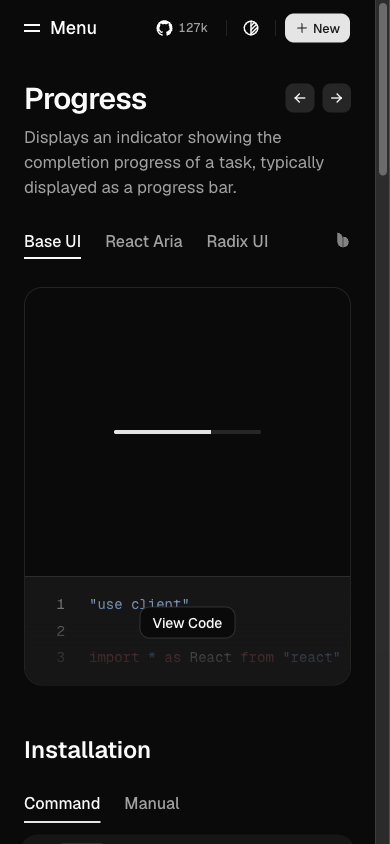 Menu
127k
+ New
Progress
Displays an indicator showing the
completion progress of a task, typically
displayed as a progress bar.
Base UI
React Aria
Radix UI
1 "use client"
2
View Code
3 import * as React from "react"
Installation
Command
Manual